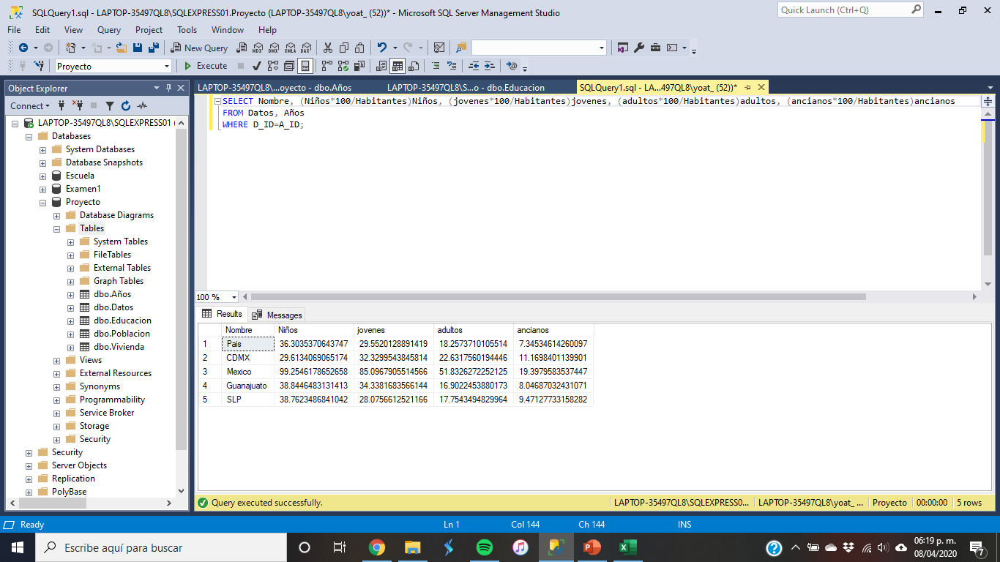 SQLQuery1.sql - LAPTOP-35497QL8\SQLEXPRESS01.Proyecto (LAPTOP-35497QL8\yoat_ (52))* - Microsoft SQL Server Management Studio
Quick Launch (Ctrl+Q)
File Edit View Query Project Tools Window Help
New Query MDX DMX XMLA DAX
Proyecto Execute
Object Explorer
Connect
LAPTOP-35497QL8\SQLEXPRESS01 (
Databases
System Databases
Database Snapshots
Escuela
Examen1
Proyecto
Database Diagrams
Tables
System Tables
FileTables
External Tables
Graph Tables
dbo.Años
dbo.Datos
dbo.Educacion
dbo.Poblacion
dbo.Vivienda
Views
External Resources
Synonyms
Programmability
Service Broker
Storage
Security
Security
Server Objects
Replication
PolyBase
LAPTOP-35497QL8\...oyecto - dbo.Años LAPTOP-35497QL8\S...o - dbo.Educacion SQLQuery1.sql - LA...497QL8\yoat_ (52))*
SELECT Nombre, (Niños*100/Habitantes)Niños, (jovenes*100/Habitantes)jovenes, (adultos*100/Habitantes)adultos, (ancianos*100/Habitantes)ancianos
FROM Datos, Años
WHERE D_ID=A_ID;
100 %
Results Messages
Nombre Niños jovenes adultos ancianos
1 Pais 36.3035370643747 29.5520128891419 18.2573710105514 7.34534614260097
2 CDMX 29.6134069065174 32.3299543845814 22.6317560194446 11.1698401139901
3 Mexico 99.2546178652658 85.0967905514566 51.8326272252125 19.3979583537447
4 Guanajuato 38.8446483131413 34.3381683566144 16.9022453880173 8.04687032431071
5 SLP 38.7623486841042 28.0756612521166 17.7543494829964 9.47127733158282
Query executed successfully. LAPTOP-35497QL8\SQLEXPRESS0... LAPTOP-35497QL8\yoat_ ... Proyecto 00:00:00 5 rows
Ready Ln 1 Col 144 Ch 144 INS
Escribe aquí para buscar
06:19 p. m.
08/04/2020
7